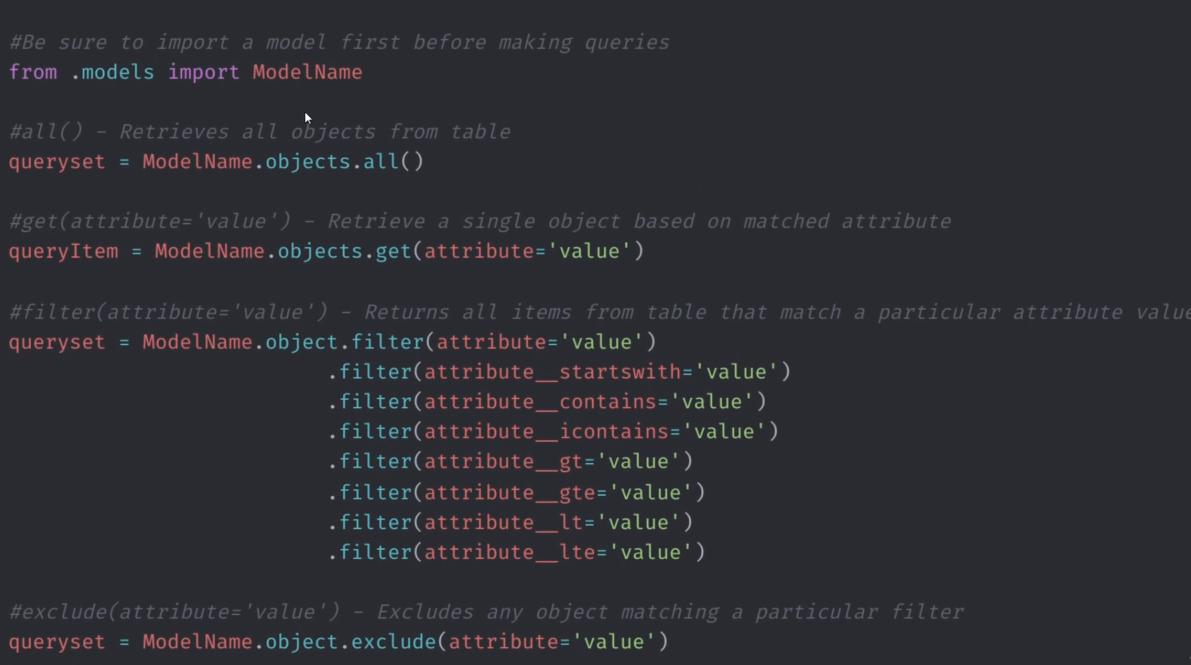 #Be sure to import a model first before making queries
from .models import ModelName
#all() - Retrieves all objects from table
queryset = ModelName.objects.all()
#get(attribute='value') - Retrieve a single object based on matched attribute
queryItem = ModelName.objects.get(attribute='value')
#filter(attribute='value') - Returns all items from table that match a particular attribute value
queryset = ModelName.object.filter(attribute='value')
.filter(attribute__startswith='value')
.filter(attribute__contains='value')
.filter(attribute__icontains='value')
.filter(attribute__gt='value')
.filter(attribute__gte='value')
.filter(attribute__lt='value')
.filter(attribute__lte='value')
#exclude(attribute='value') - Excludes any object matching a particular filter
queryset = ModelName.object.exclude(attribute='value')